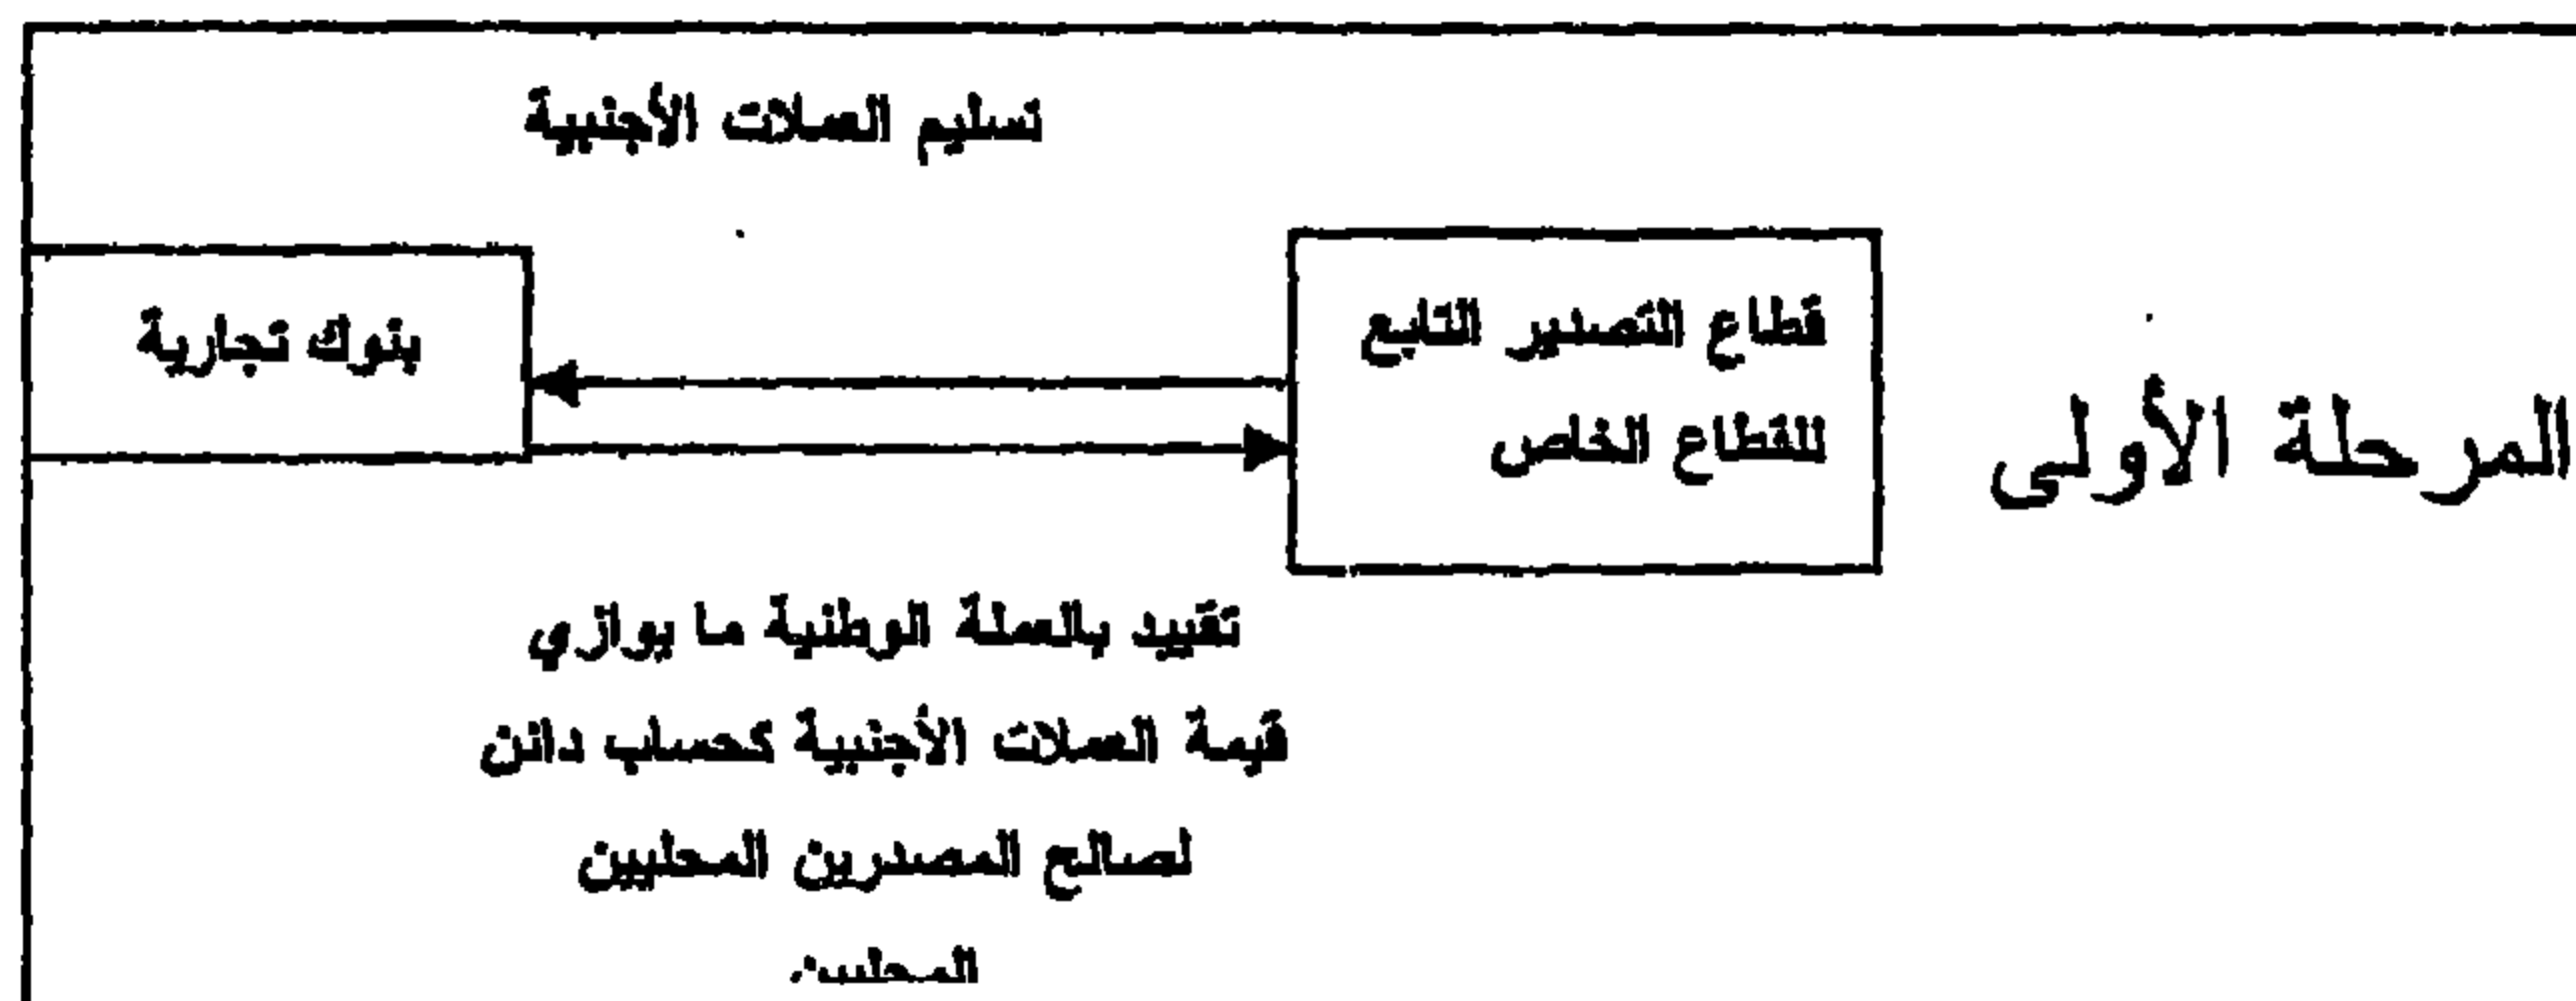 تسليم العملات الأجنبية
المرحلة الأولى
قطاع التصدير التابع
للقطاع الخاص
بنوك تجارية
تقييد بالعملة الوطنية ما يوازي
قيمة العملات الأجنبية كحساب دائن
لصالح المصدرين المحليين